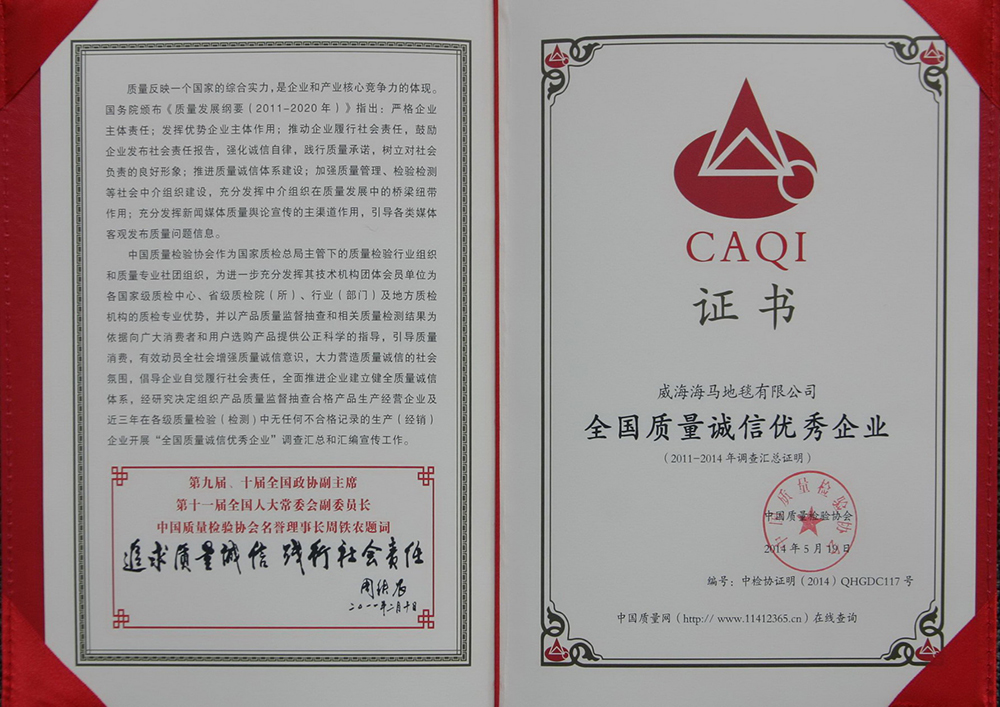 质量反映一个国家的综合实力,是企业和产业核心竞争力的体现。
国务院颁布《质量发展纲要(2011-2020年)》指出:严格企业
主体责任;发挥优势企业主体作用;推动企业履行社会责任,鼓励
企业发布社会责任报告,强化诚信自律,践行质量承诺,树立对社会
负责的良好形象;推进质量诚信体系建设;加强质量管理、检验检测
等社会中介组织建设,充分发挥中介组织在质量发展中的桥梁纽带
作用;充分发挥新闻媒体质量舆论宣传的主渠道作用,引导各类媒体
客观发布质量问题信息。
中国质量检验协会作为国家质检总局主管下的质量检验行业组织
和质量专业社团组织,为进一步充分发挥其技术机构团体会员单位为
各国家级质检中心、省级质检院(所)、行业(部门)及地方质检
机构的质检专业优势,并以产品质量监督抽查和相关质量检测结果为
依据向广大消费者和用户选购产品提供公正科学的指导,引导质量
消费,有效动员全社会增强质量诚信意识,大力营造质量诚信的社会
氛围,倡导企业自觉履行社会责任,全面推进企业建立健全质量诚信
体系,经研究决定组织产品质量监督抽查合格产品生产经营企业及
近三年在各级质量检验(检测)中无任何不合格记录的生产(经销)
企业开展“全国质量诚信优秀企业”调查汇总和汇编宣传工作。
第九届、十届全国政协副主席
第十一届全国人大常委会副委员长
中国质量检验协会名誉理事长周铁农题词
追求质量诚信 践行社会责任
周铁农
二〇一一年二月十日
CAQI
证书
威海海马地毯有限公司
全国质量诚信优秀企业
(2011-2014年调查汇总证明)
中国质量检验协会
2014年5月19日
编号:中检协证明(2014)QHGDC117号
中国质量网(http:// www.11412365.cn)在线查询